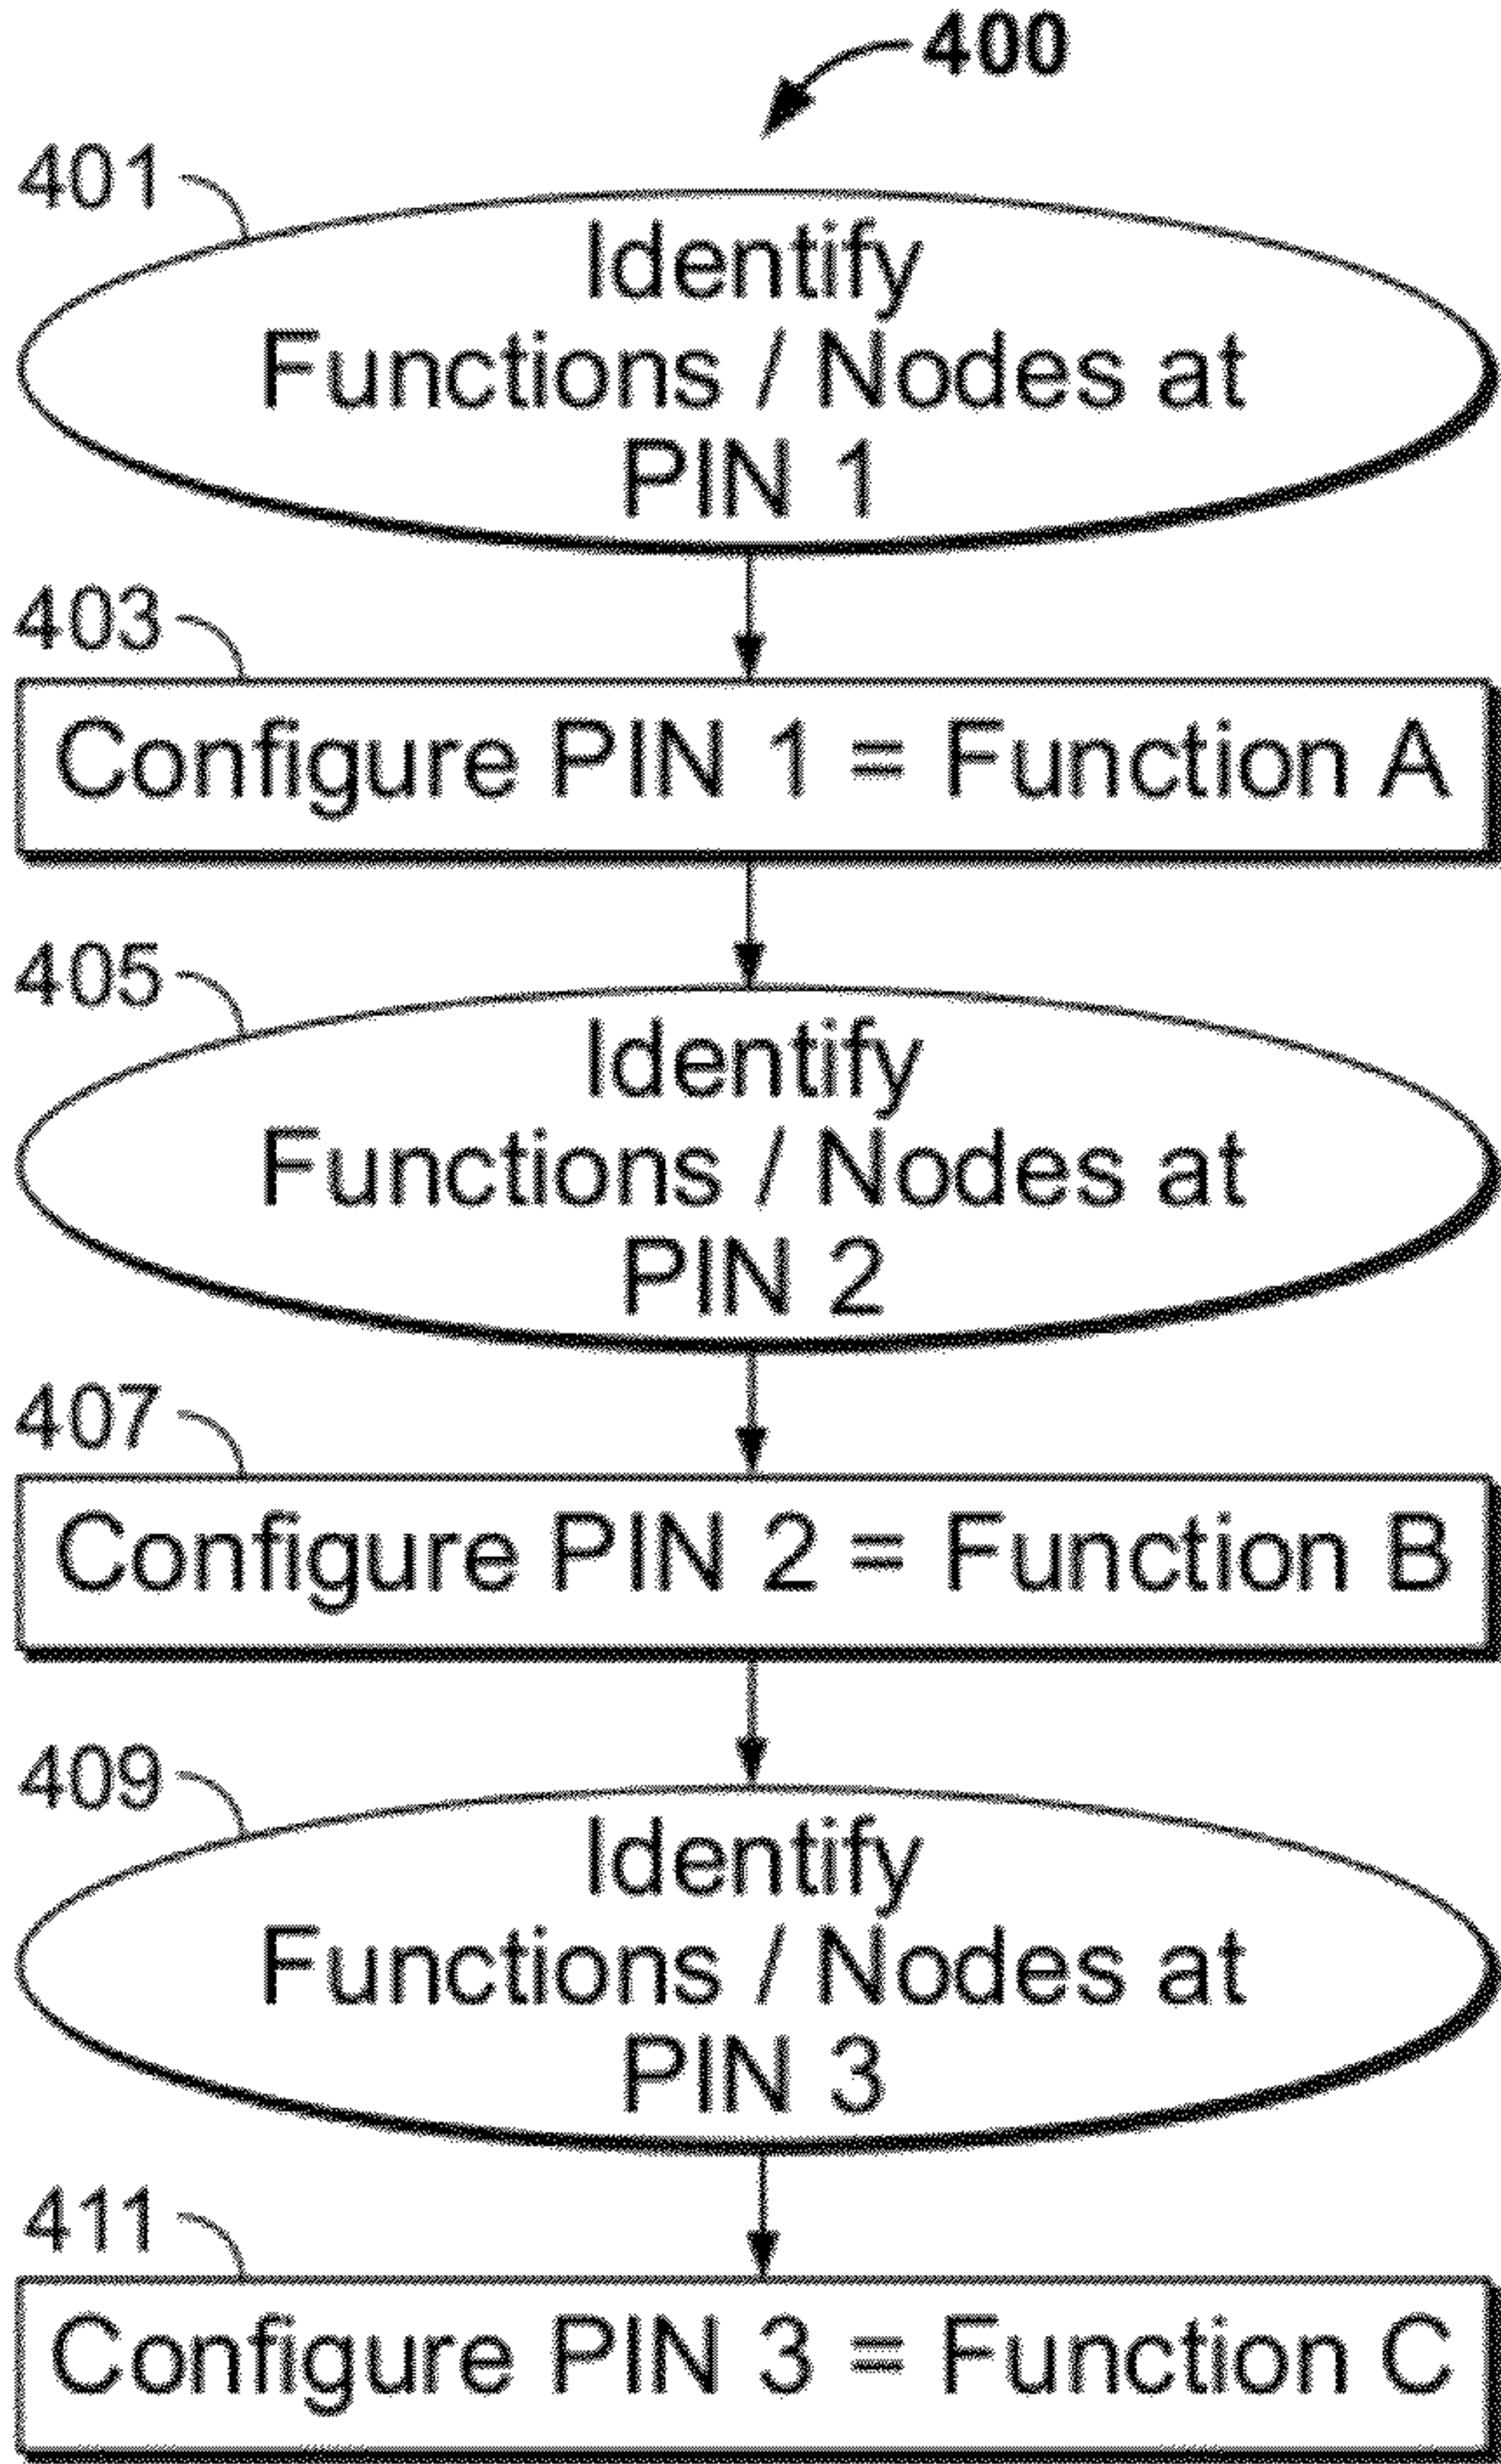 400
401
Identify
Functions / Nodes at
PIN 1
403
Configure PIN 1 = Function A
405
Identify
Functions / Nodes at
PIN 2
407
Configure PIN 2 = Function B
409
Identify
Functions / Nodes at
PIN 3
411
Configure PIN 3 = Function C